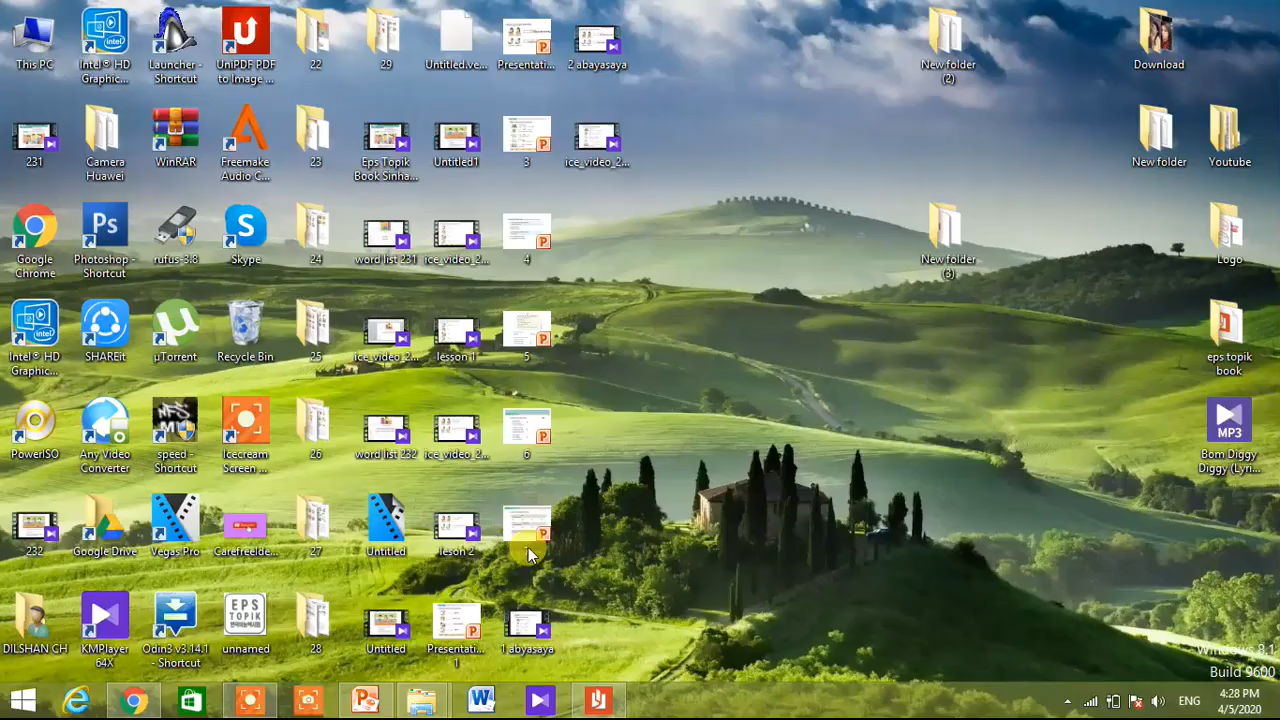 This PC
Intel® HD
Graphic...
Launcher -
Shortcut
UniPDF PDF
to Image ...
22
29
Untitled.ve...
Presentati...
2 abayasaya
New folder
(2)
Download
231
Camera
Huawei
WinRAR
Freemake
Audio C...
23
Eps Topik
Book Sinha...
Untitled1
3
ice_video_2...
New folder
Youtube
Google
Chrome
Ps
Photoshop -
Shortcut
rufus-3.8
Skype
24
word list 231
ice_video_2...
4
New folder
(3)
Logo
Intel® HD
Graphic...
SHAREit
µTorrent
Recycle Bin
25
ice_video_2...
lesson 1
5
eps topik
book
PowerISO
Any Video
Converter
speed -
Shortcut
Icecream
Screen ...
26
word list 232
ice_video_2...
6
MP3
Bom Diggy
Diggy (Lyri...
232
Google Drive
Vegas Pro
Carefreelde...
27
Untitled
leson 2
DILSHAN CH
KMPlayer
64X
Odin3 v3.14.1
- Shortcut
EPS
TOPIK
unnamed
28
Untitled
Presentati...
1
1 abyasaya
Windows 8.1
Build 9600
ENG
4:28 PM
4/5/2020